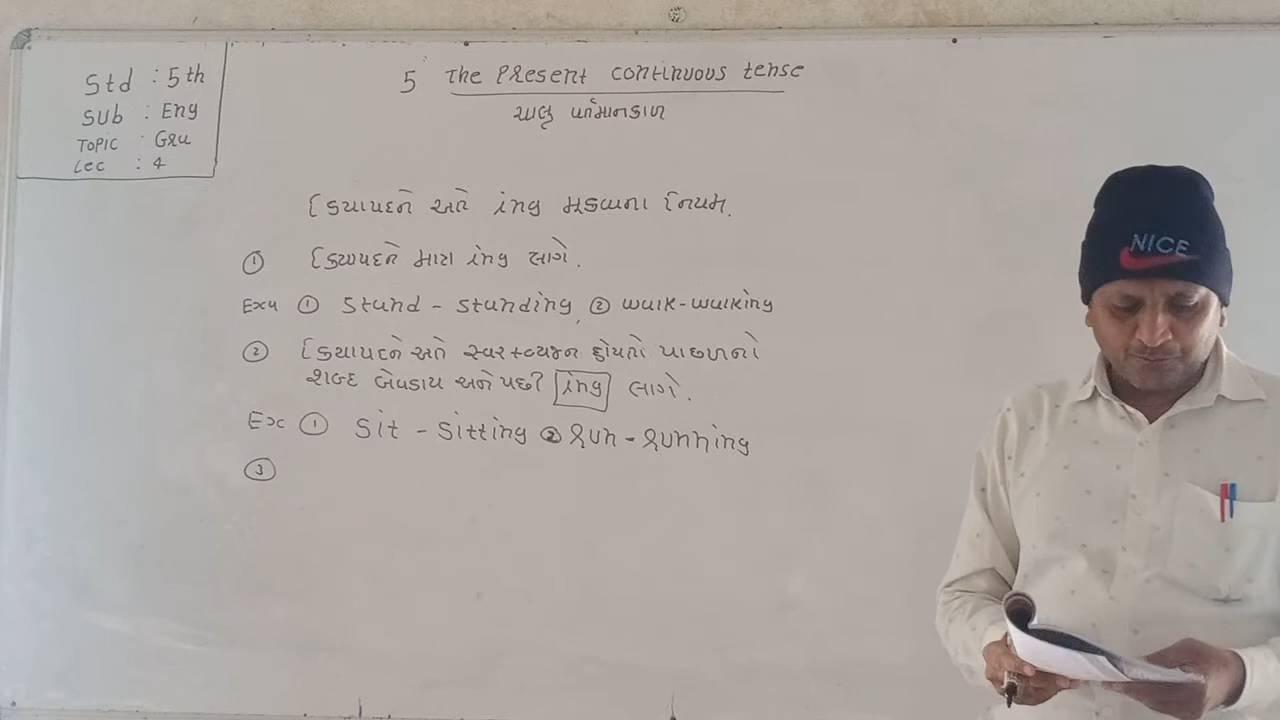 Std : 5th
Sub : Eng
Topic : Gra
Lec : 4
5 The Present continuous tense
ચાલુ વર્તમાનકાળ
ક્રિયાપદને અંતે ing મૂકવાના નિયમ.
① ક્રિયાપદને મારા ing લાગે.
Exa ① Stand - standing, ② walk-walking
② ક્રિયાપદને અંતે સ્વર+વ્યંજન હોયતો પાછળનો
શબ્દ બેવડાય અને પછી ing લાગે.
Ex ① Sit - Sitting ② Run - Running
③
NICE